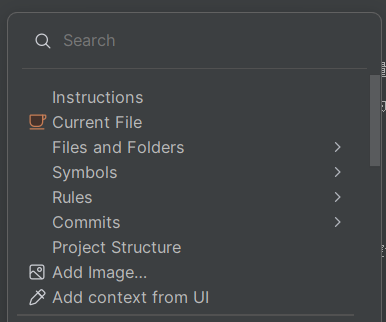 Search
Instructions
Current File
Files and Folders
Symbols
Rules
Commits
Project Structure
Add Image...
Add context from UI